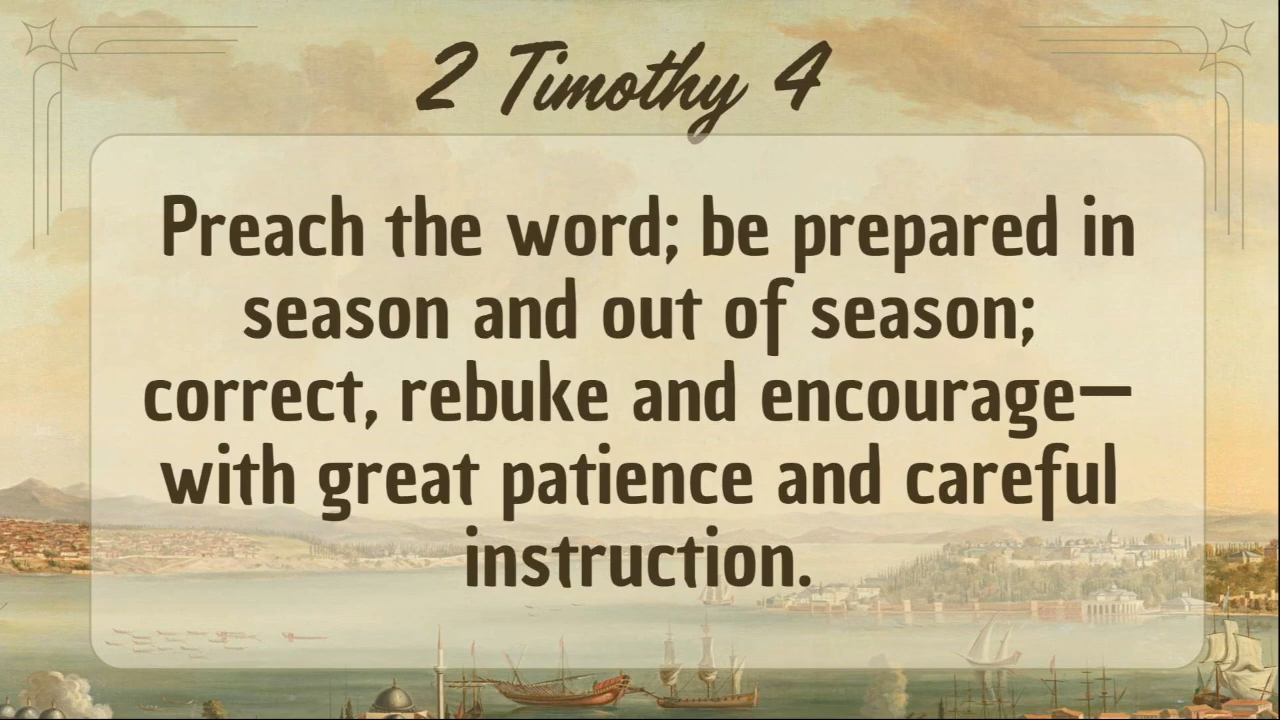 2 Timothy 4
Preach the word; be prepared in
season and out of season;
correct, rebuke and encourage—
with great patience and careful
instruction.